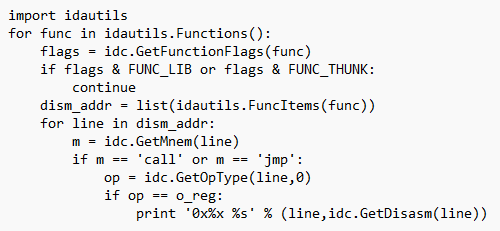 import idautils
for func in idautils.Functions():
    flags = idc.GetFunctionFlags(func)
    if flags & FUNC_LIB or flags & FUNC_THUNK:
        continue
    dism_addr = list(idautils.FuncItems(func))
    for line in dism_addr:
        m = idc.GetMnem(line)
        if m == 'call' or m == 'jmp':
            op = idc.GetOpType(line,0)
            if op == o_reg:
                print '0x%x %s' % (line,idc.GetDisasm(line))